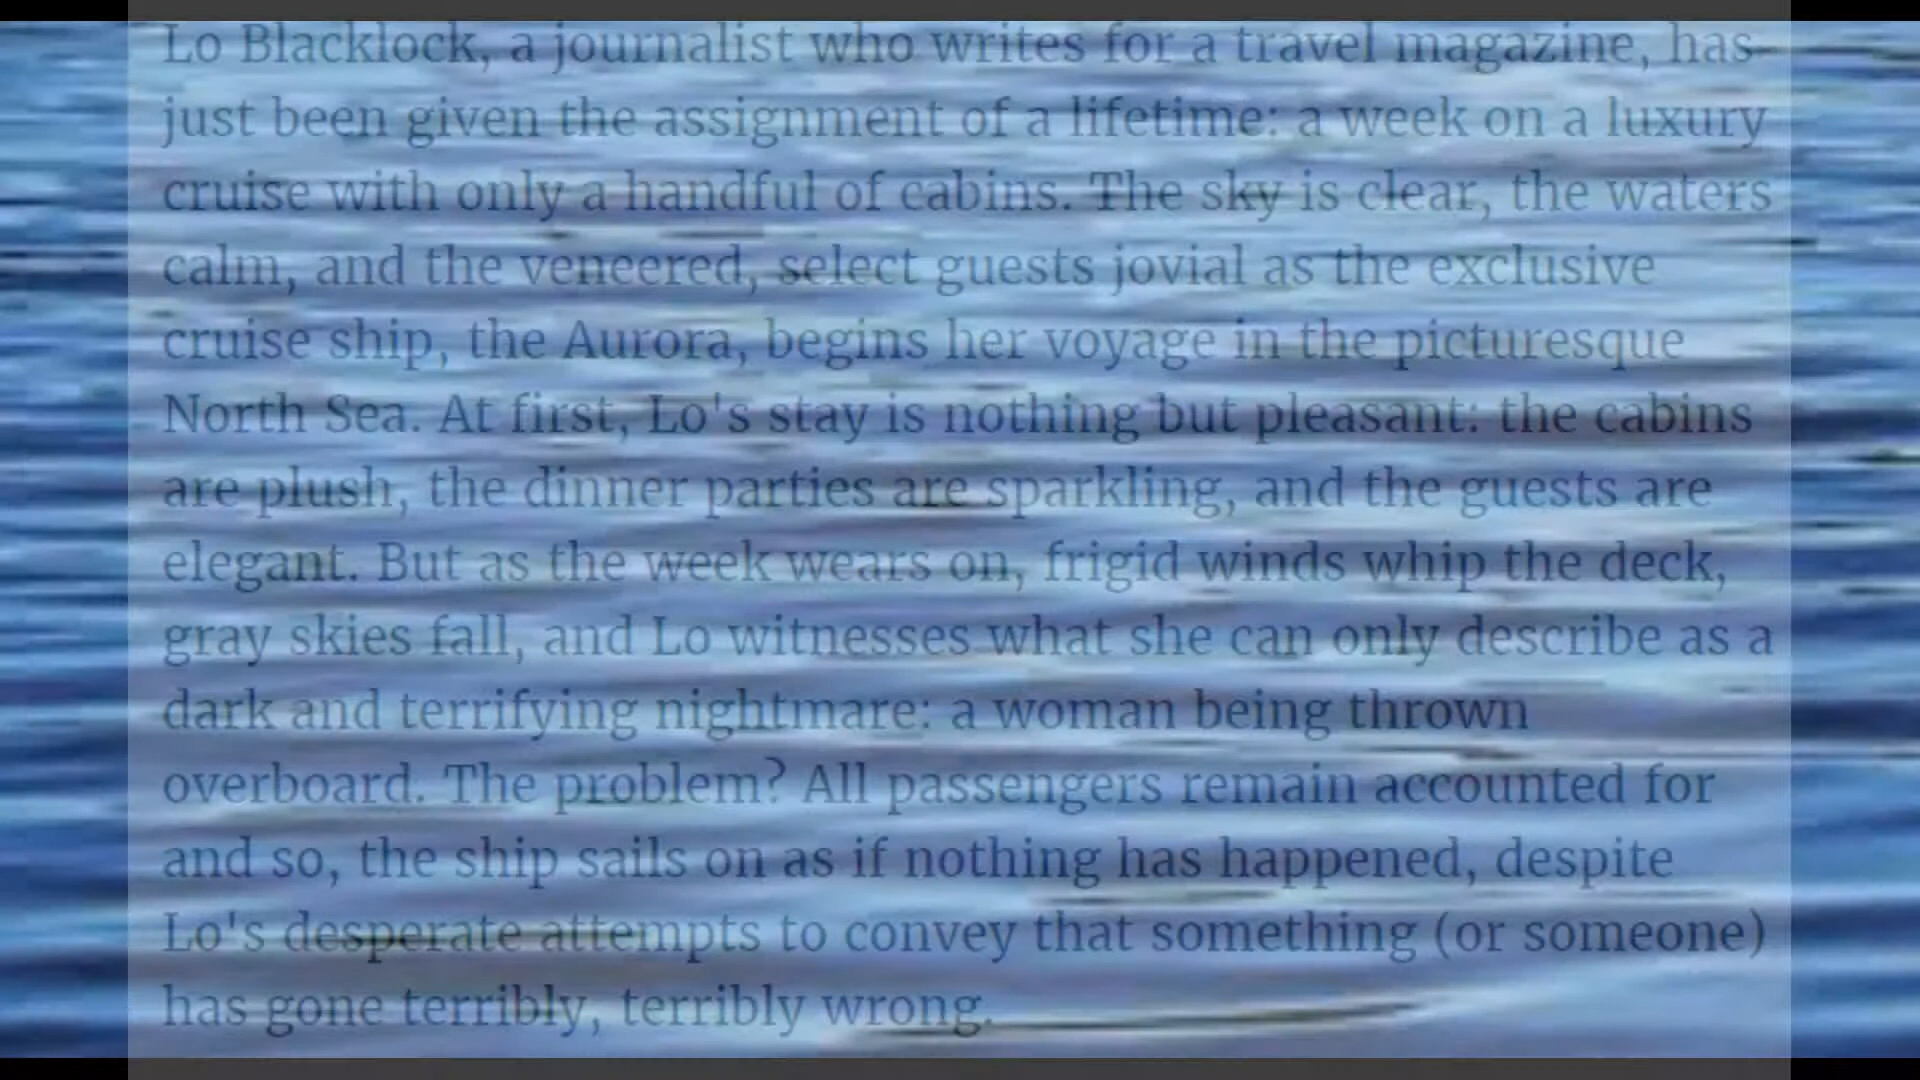 Lo Blacklock, a journalist who writes for a travel magazine, has
just been given the assignment of a lifetime: a week on a luxury
cruise with only a handful of cabins. The sky is clear, the waters
calm, and the veneered, select guests jovial as the exclusive
cruise ship, the Aurora, begins her voyage in the picturesque
North Sea. At first, Lo's stay is nothing but pleasant: the cabins
are plush, the dinner parties are sparkling, and the guests are
elegant. But as the week wears on, frigid winds whip the deck,
gray skies fall, and Lo witnesses what she can only describe as a
dark and terrifying nightmare: a woman being thrown
overboard. The problem? All passengers remain accounted for
and so, the ship sails on as if nothing has happened, despite
Lo's desperate attempts to convey that something (or someone)
has gone terribly, terribly wrong.